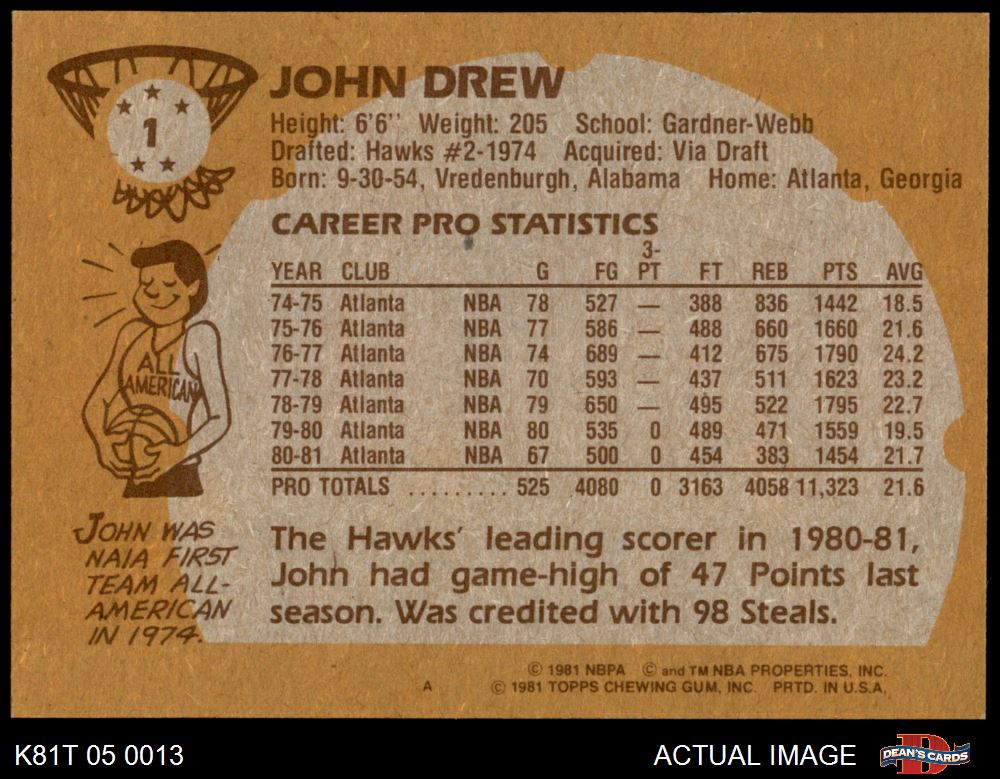 1
JOHN DREW
Height: 6'6'' Weight: 205 School: Gardner-Webb
Drafted: Hawks #2-1974 Acquired: Via Draft
Born: 9-30-54, Vredenburgh, Alabama Home: Atlanta, Georgia
CAREER PRO STATISTICS
YEAR CLUB G FG 3-PT FT REB PTS AVG
74-75 Atlanta NBA 78 527 — 388 836 1442 18.5
75-76 Atlanta NBA 77 586 — 488 660 1660 21.6
76-77 Atlanta NBA 74 689 — 412 675 1790 24.2
77-78 Atlanta NBA 70 593 — 437 511 1623 23.2
78-79 Atlanta NBA 79 650 — 495 522 1795 22.7
79-80 Atlanta NBA 80 535 0 489 471 1559 19.5
80-81 Atlanta NBA 67 500 0 454 383 1454 21.7
PRO TOTALS ......... 525 4080 0 3163 4058 11,323 21.6
ALL
AMERICAN
JOHN WAS
NAIA FIRST
TEAM ALL-
AMERICAN
IN 1974.
The Hawks' leading scorer in 1980-81,
John had game-high of 47 Points last
season. Was credited with 98 Steals.
© 1981 NBPA © and TM NBA PROPERTIES, INC.
A © 1981 TOPPS CHEWING GUM, INC. PRTD. IN U.S.A.
K81T 05 0013 ACTUAL IMAGE DEAN'S CARDS